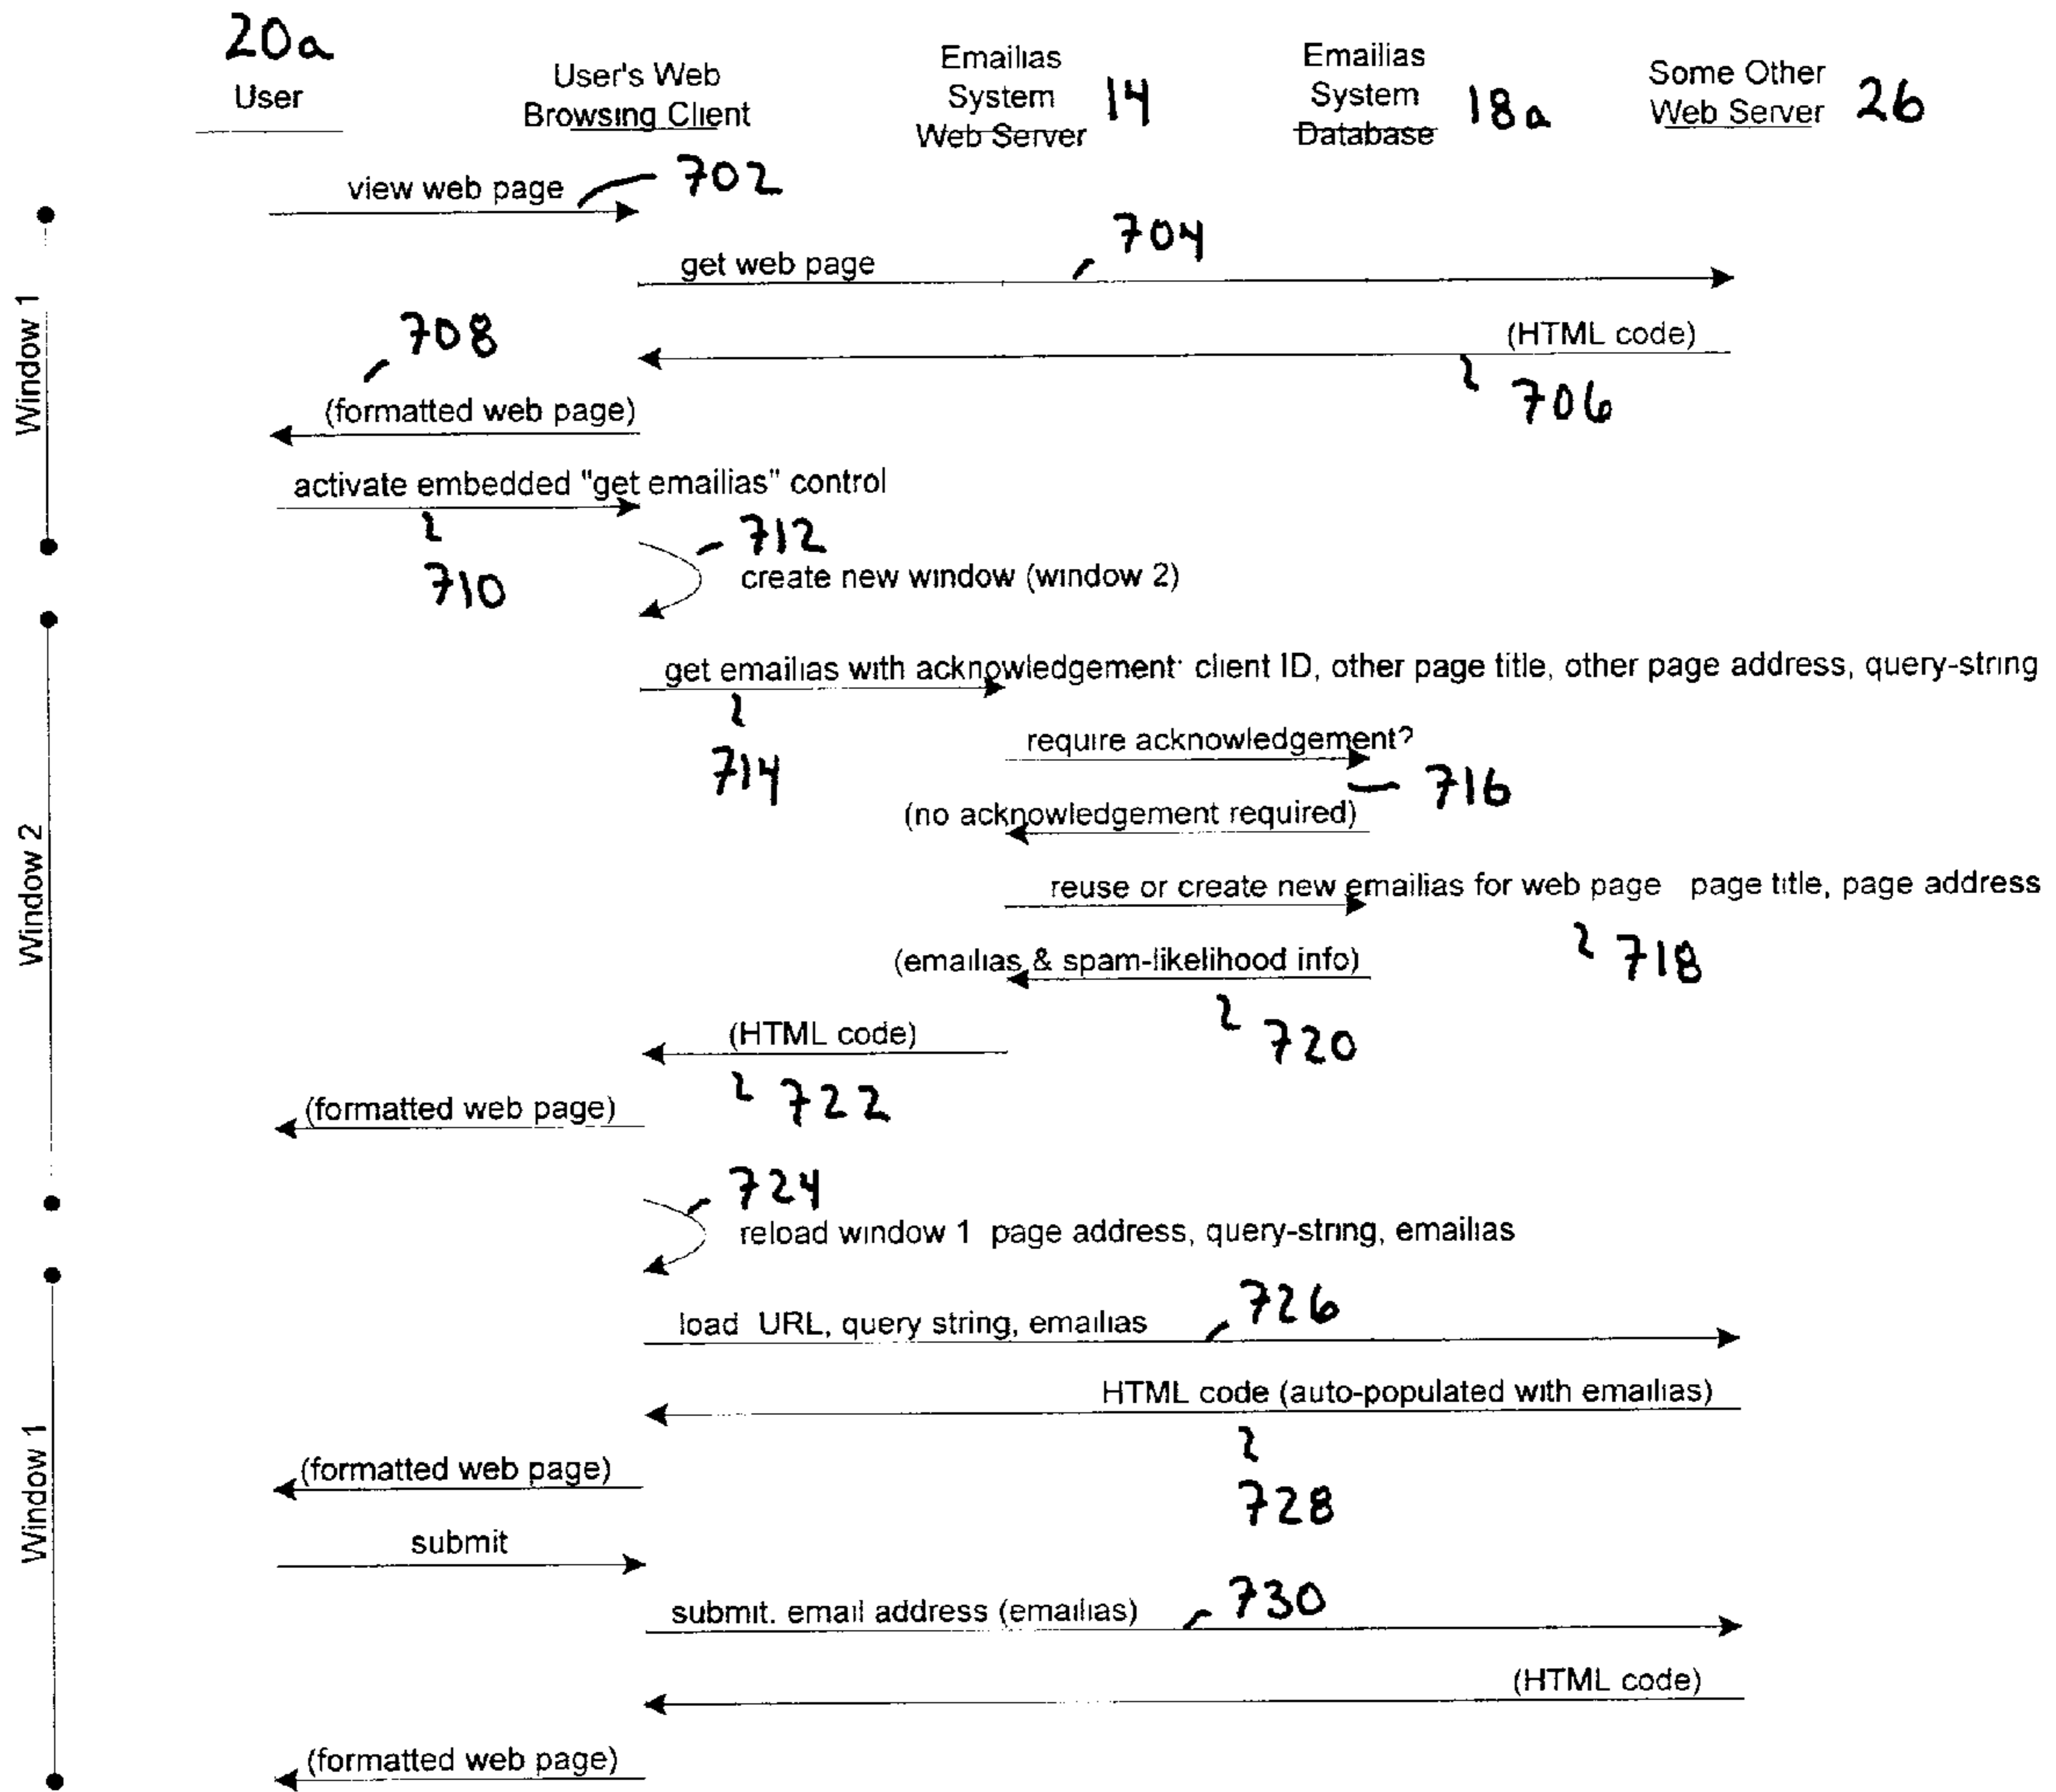 20a
User
User's Web
Browsing Client
Emailias
System
Web Server
14
Emailias
System
Database
18a
Some Other
Web Server
26
view web page
702
704
get web page
(HTML code)
706
708
(formatted web page)
activate embedded "get emailias" control
710
712
create new window (window 2)
Window 1
get emailias with acknowledgement: client ID, other page title, other page address, query-string
714
require acknowledgement?
716
(no acknowledgement required)
reuse or create new emailias for web page page title, page address
718
(emailias & spam-likelihood info)
720
(HTML code)
722
(formatted web page)
Window 2
724
reload window 1 page address, query-string, emailias
726
load URL, query string, emailias
HTML code (auto-populated with emailias)
728
(formatted web page)
submit
730
submit. email address (emailias)
(HTML code)
(formatted web page)
Window 1